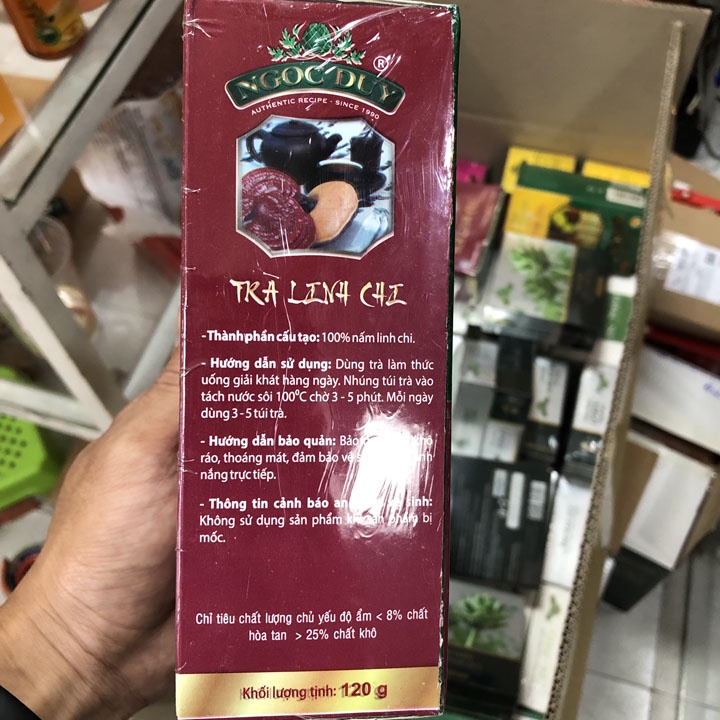 NGỌC DUY ®
AUTHENTIC RECIPE · SINCE 1990
TRÀ LINH CHI
- Thành phần cấu tạo: 100% nấm linh chi.
- Hướng dẫn sử dụng: Dùng trà làm thức
uống giải khát hàng ngày. Nhúng túi trà vào
tách nước sôi 100°C chờ 3 - 5 phút. Mỗi ngày
dùng 3 - 5 túi trà.
- Hướng dẫn bảo quản: Bảo
ráo, thoáng mát, đảm bảo vệ
nắng trực tiếp.
- Thông tin cảnh báo an sinh:
Không sử dụng sản phẩm khi sản phẩm bị
mốc.
Chỉ tiêu chất lượng chủ yếu độ ẩm < 8% chất
hòa tan > 25% chất khô
Khối lượng tịnh: 120 g